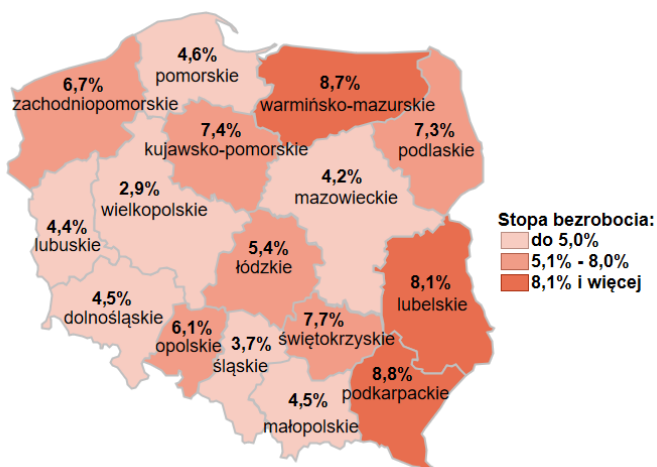 4,6%
pomorskie
6,7%
zachodniopomorskie
8,7%
warmińsko-mazurskie
7,4%
kujawsko-pomorskie
7,3%
podlaskie
2,9%
wielkopolskie
4,2%
mazowieckie
4,4%
lubuskie
5,4%
łódzkie
Stopa bezrobocia:
do 5,0%
5,1% - 8,0%
8,1% i więcej
8,1%
lubelskie
4,5%
dolnośląskie
6,1%
opolskie
3,7%
śląskie
7,7%
świętokrzyskie
8,8%
podkarpackie
4,5%
małopolskie